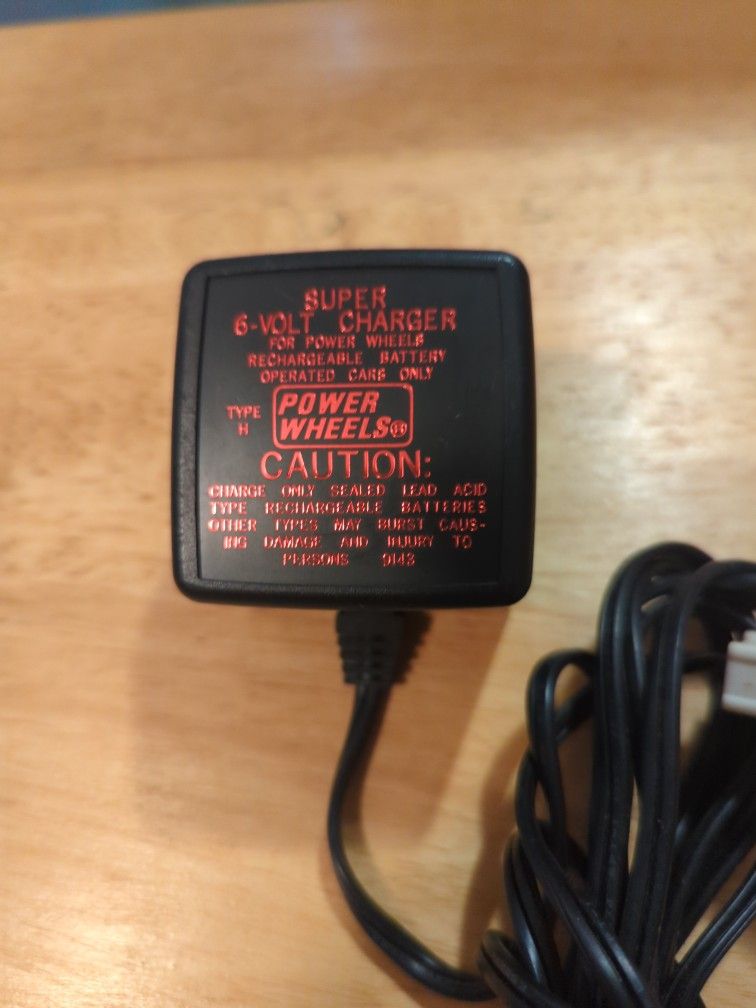 SUPER
6-VOLT CHARGER
FOR POWER WHEELS
RECHARGEABLE BATTERY
OPERATED CARS ONLY
TYPE H
POWER
WHEELS®
CAUTION:
CHARGE ONLY SEALED LEAD ACID
TYPE RECHARGEABLE BATTERIES
OTHER TYPES MAY BURST CAUS-
ING DAMAGE AND INJURY TO
PERSONS 9143